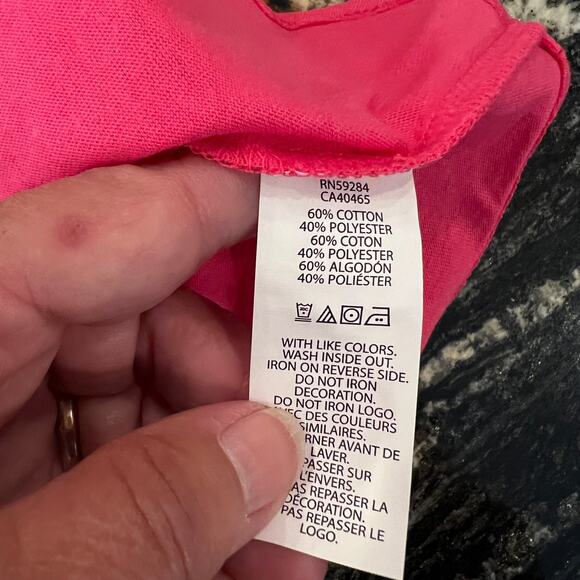 RN59284
CA40465
60% COTTON
40% POLYESTER
60% COTON
40% POLYESTER
60% ALGODÓN
40% POLIÉSTER
WITH LIKE COLORS.
WASH INSIDE OUT.
IRON ON REVERSE SIDE.
DO NOT IRON
DECORATION.
DO NOT IRON LOGO.
AVEC DES COULEURS
SIMILAIRES.
AVANT DE
LAVER.
SUR
L'ENVERS.
PAS REPASSER LA
DÉCORATION.
PAS REPASSER LE
LOGO.